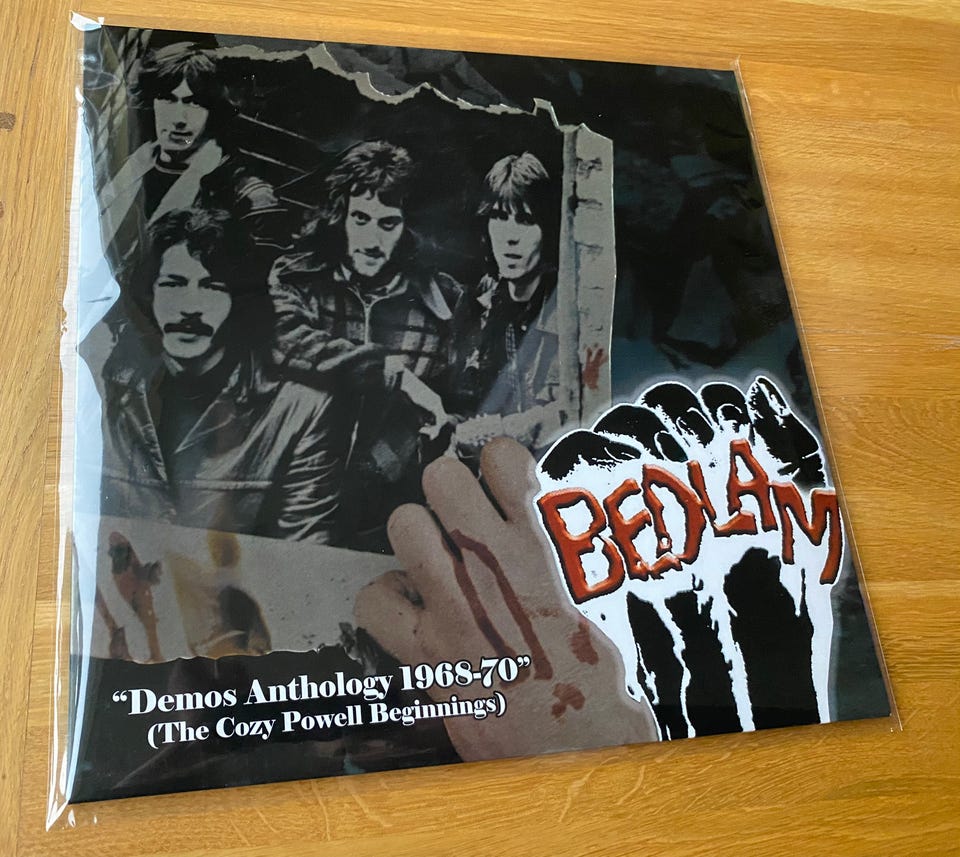 BEDLAM
“Demos Anthology 1968-70”
(The Cozy Powell Beginnings)